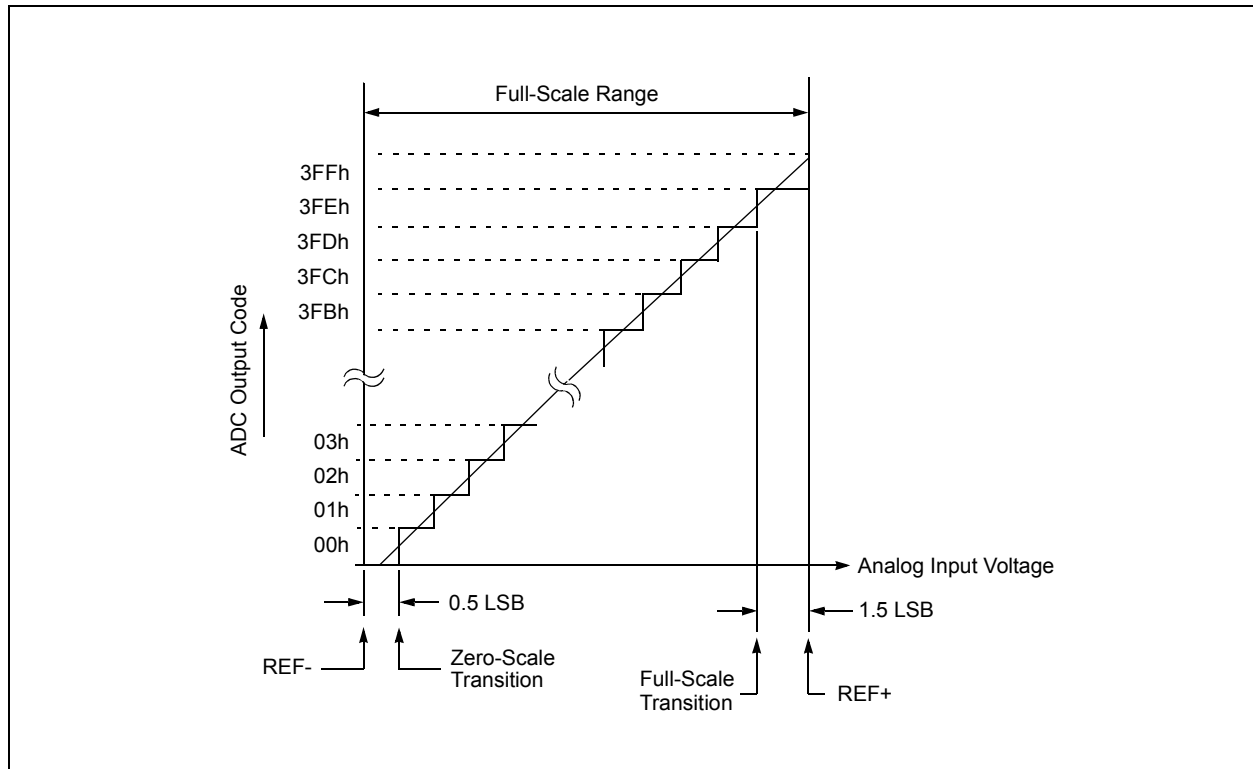 Full-Scale Range
3FFh
3FEh
3FDh
3FCh
3FBh
ADC Output Code
03h
02h
01h
00h
Analog Input Voltage
0.5 LSB
1.5 LSB
REF-
Zero-Scale
Transition
Full-Scale
Transition
REF+